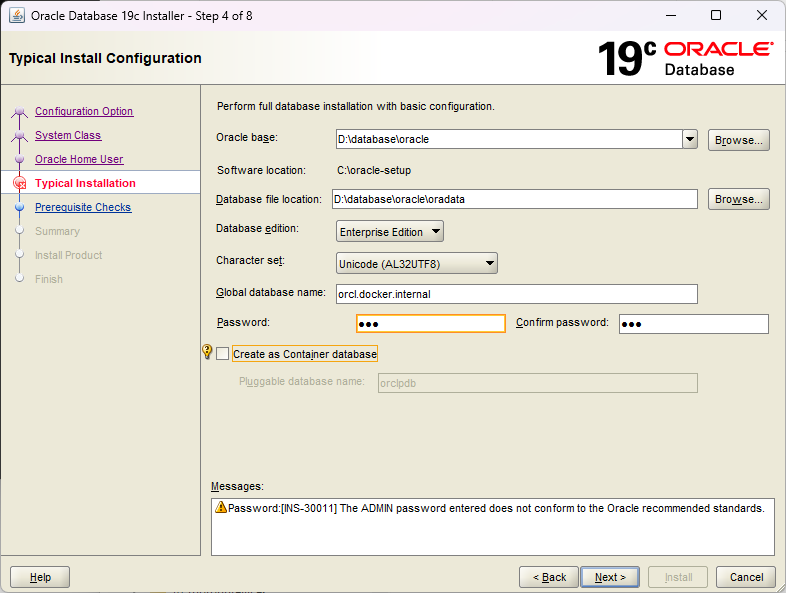 Oracle Database 19c Installer - Step 4 of 8
Typical Install Configuration
19c ORACLE
Database
Configuration Option
System Class
Oracle Home User
Typical Installation
Prerequisite Checks
Summary
Install Product
Finish
Perform full database installation with basic configuration.
Oracle base: D:\database\oracle Browse...
Software location: C:\oracle-setup
Database file location: D:\database\oracle\oradata Browse...
Database edition: Enterprise Edition
Character set: Unicode (AL32UTF8)
Global database name: orcl.docker.internal
Password: ●●● Confirm password: ●●●
Create as Container database
Pluggable database name: orclpdb
Messages:
Password:[INS-30011] The ADMIN password entered does not conform to the Oracle recommended standards.
Help < Back Next > Install Cancel